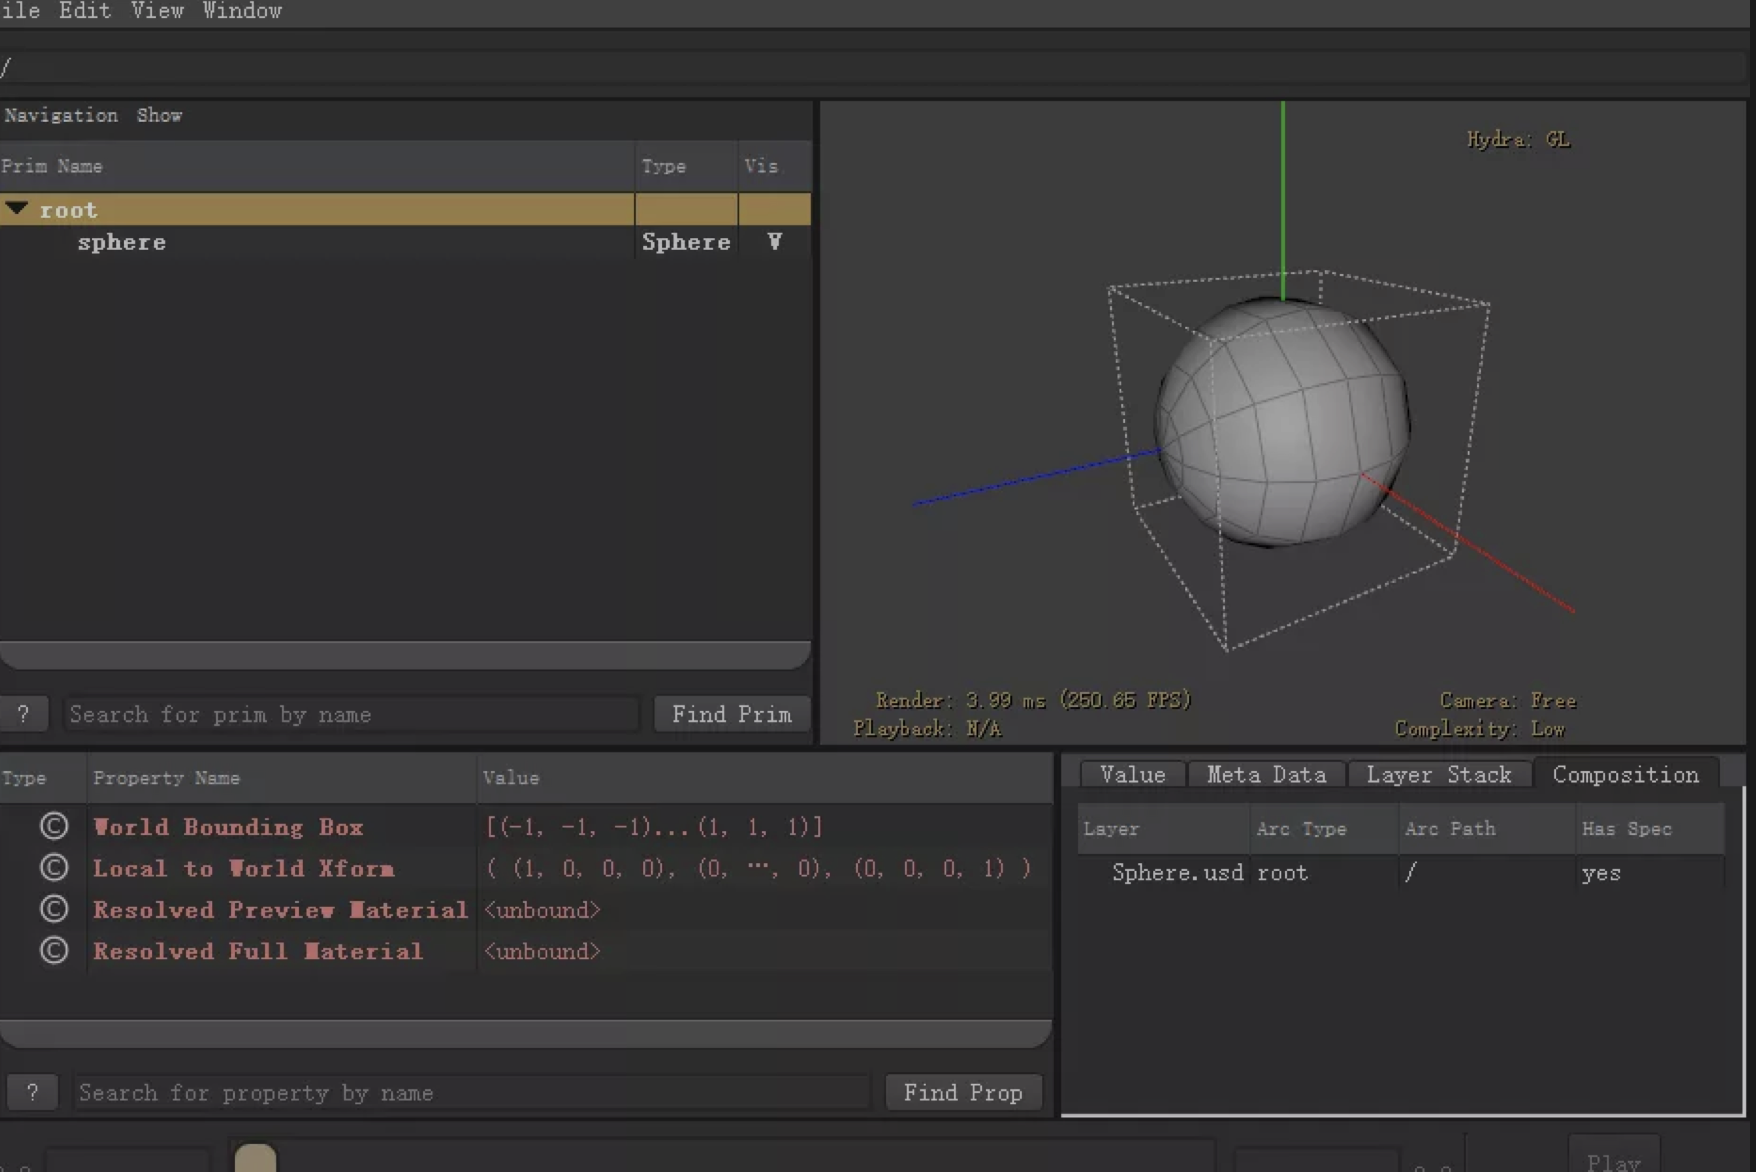 ile Edit View Window
/
Navigation Show
Prim Name Type Vis
root
sphere Sphere V
Hydra: GL
? Search for prim by name Find Prim
Render: 3.99 ms (250.65 FPS)
Playback: N/A
Camera: Free
Complexity: Low
Type Property Name Value
© World Bounding Box [(-1, -1, -1)...(1, 1, 1)]
© Local to World Xform ( (1, 0, 0, 0), (0, …, 0), (0, 0, 0, 1) )
© Resolved Preview Material <unbound>
© Resolved Full Material <unbound>
? Search for property by name Find Prop
Value Meta Data Layer Stack Composition
Layer Arc Type Arc Path Has Spec
Sphere.usd root / yes
Play